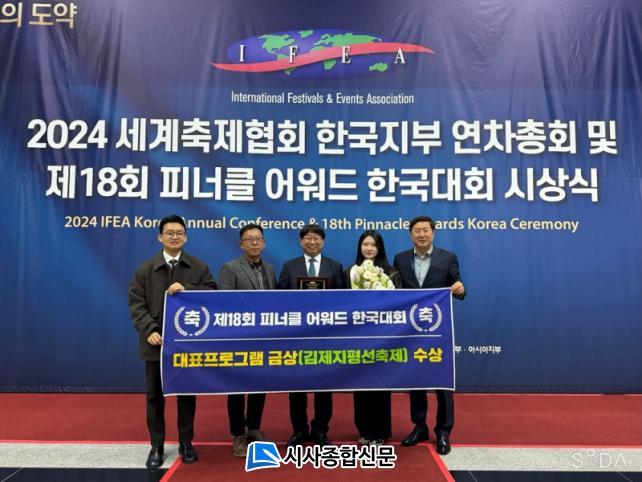 의 도약
I F E A
International Festivals & Events Association
2024 세계축제협회 한국지부 연차총회 및
제18회 피너클 어워드 한국대회 시상식
2024 IFEA Korea Annual Conference & 18th Pinnacle Awards Korea Ceremony
축 제18회 피너클 어워드 한국대회 축
대표프로그램 금상(김제지평선축제) 수상
부 · 아시아지부
시사종합신문
SODA